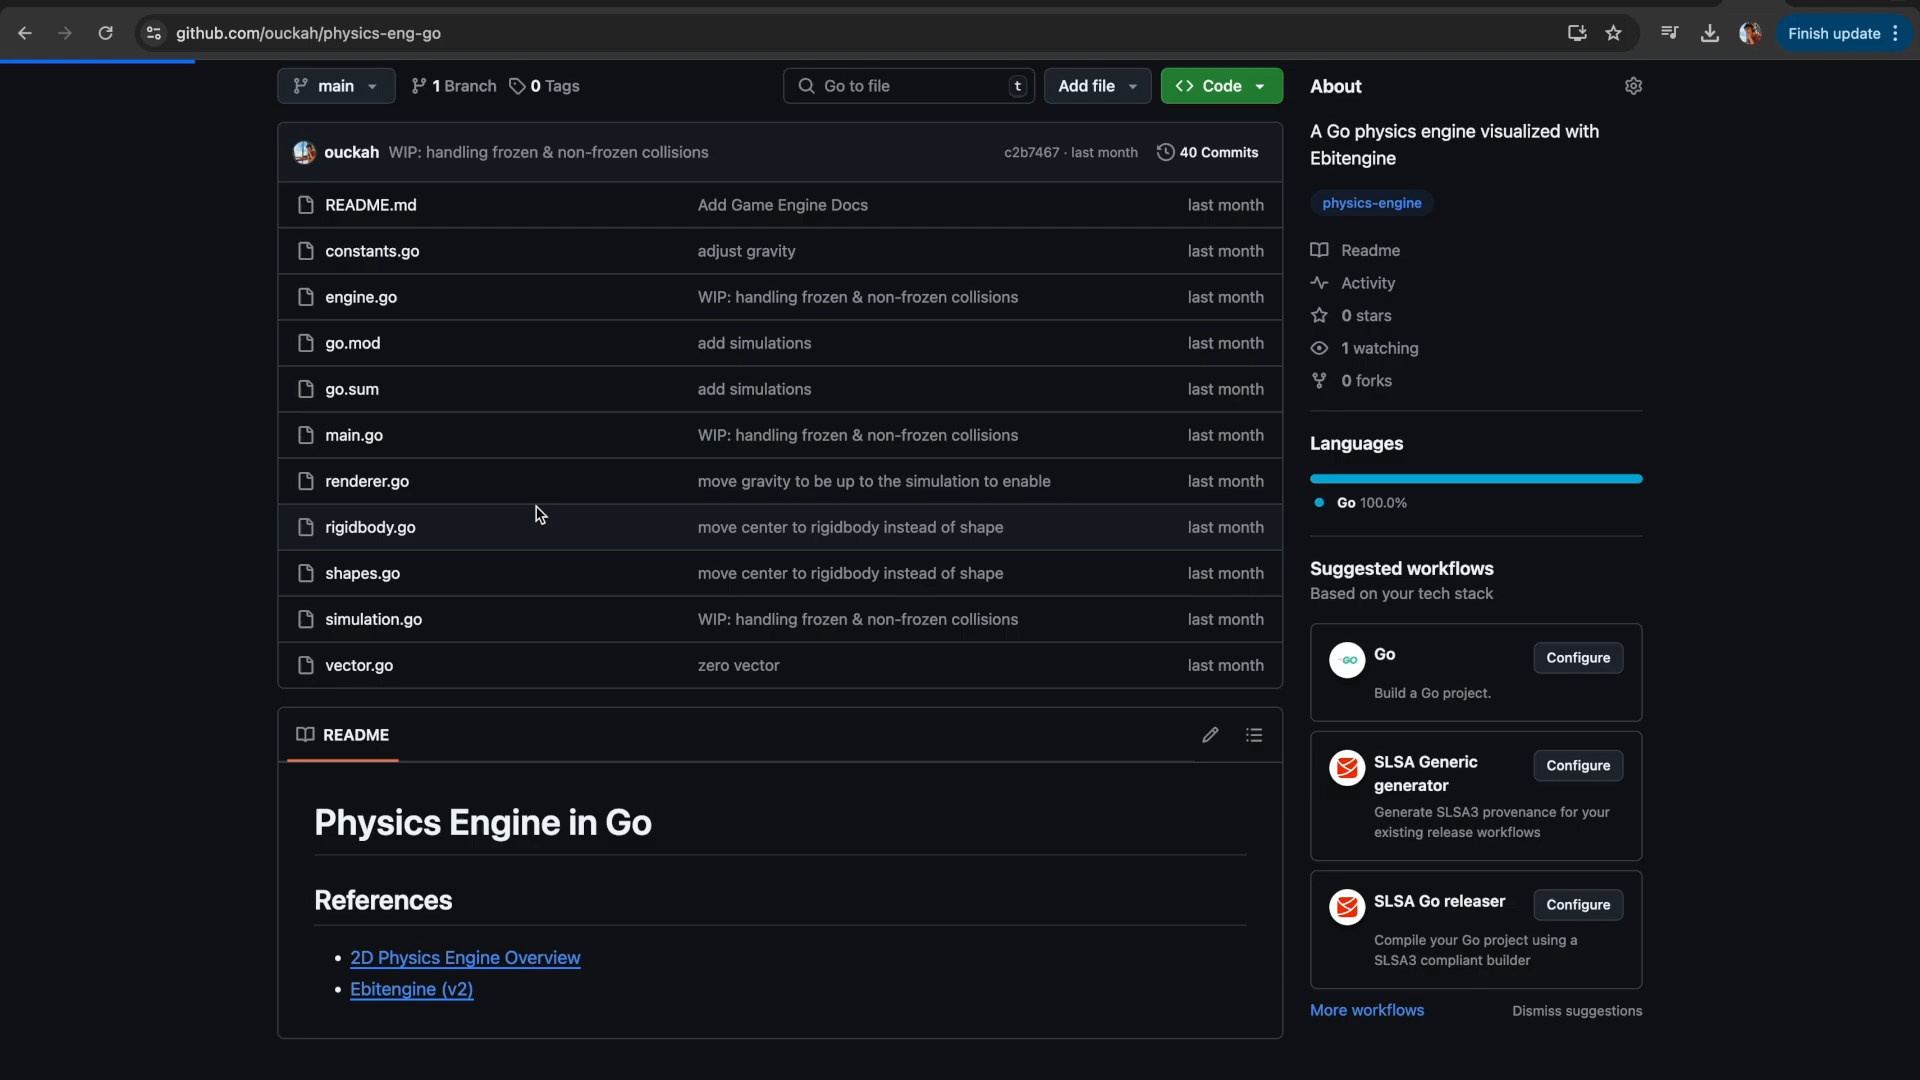 github.com/ouckah/physics-eng-go
Finish update
main
1 Branch
0 Tags
Go to file
t
Add file
Code
ouckah WIP: handling frozen & non-frozen collisions
c2b7467 · last month
40 Commits
README.md
Add Game Engine Docs
last month
constants.go
adjust gravity
last month
engine.go
WIP: handling frozen & non-frozen collisions
last month
go.mod
add simulations
last month
go.sum
add simulations
last month
main.go
WIP: handling frozen & non-frozen collisions
last month
renderer.go
move gravity to be up to the simulation to enable
last month
rigidbody.go
move center to rigidbody instead of shape
last month
shapes.go
move center to rigidbody instead of shape
last month
simulation.go
WIP: handling frozen & non-frozen collisions
last month
vector.go
zero vector
last month
README
Physics Engine in Go
References
• 2D Physics Engine Overview
• Ebitengine (v2)
About
A Go physics engine visualized with
Ebitengine
physics-engine
Readme
Activity
0 stars
1 watching
0 forks
Languages
Go 100.0%
Suggested workflows
Based on your tech stack
GO
Go
Configure
Build a Go project.
SLSA Generic
generator
Configure
Generate SLSA3 provenance for your
existing release workflows
SLSA Go releaser
Configure
Compile your Go project using a
SLSA3 compliant builder
More workflows
Dismiss suggestions